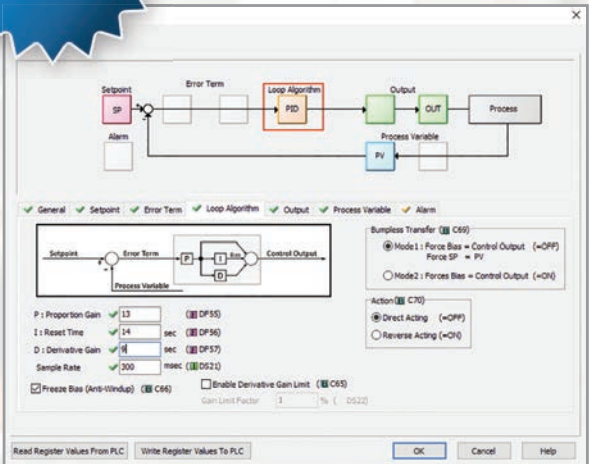 Setpoint
Error Term
Loop Algorithm
Output
SP
PID
OUT
Process
Alarm
Process Variable
PV
General
Setpoint
Error Term
Loop Algorithm
Output
Process Variable
Alarm
Setpoint
Error Term
P
I
Bias
D
Control Output
Process Variable
P : Proportion Gain 13 ( DF55)
I : Reset Time 14 sec ( DF56)
D : Derivative Gain 9 sec ( DF57)
Sample Rate 300 msec ( DS21)
Freeze Bias (Anti-Windup) ( C66)
Enable Derivative Gain Limit ( C65)
Gain Limit Factor 1 % ( DS22)
Bumpless Transfer ( C69)
Mode1 : Force Bias = Control Output (=OFF)
Force SP = PV
Mode2 : Forces Bias = Control Output (=ON)
Action ( C70)
Direct Acting (=OFF)
Reverse Acting (=ON)
Read Register Values From PLC
Write Register Values To PLC
OK
Cancel
Help